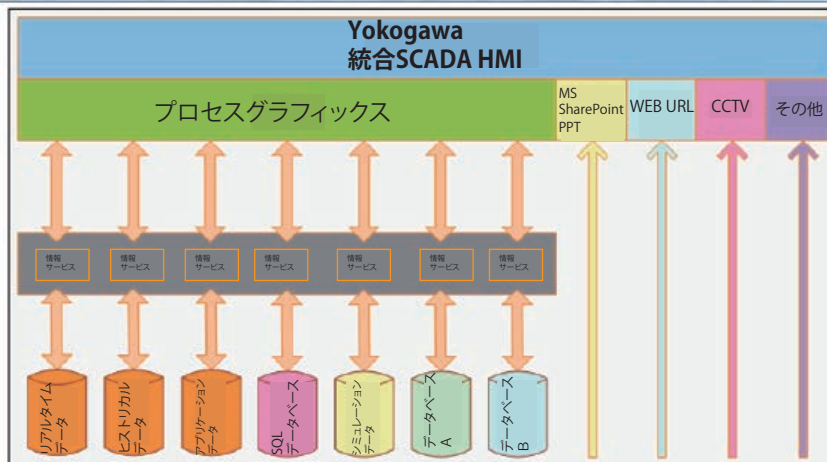 Yokogawa
統合SCADA HMI
プロセスグラフィックス
MS
SharePoint
PPT
WEB URL
CCTV
その他
情報
サービス
情報
サービス
情報
サービス
情報
サービス
情報
サービス
情報
サービス
情報
サービス
リアルタイム
データ
ヒストリカル
データ
アプリケーション
データ
SQL
データベース
シミュレーション
データ
データベース
A
データベース
B